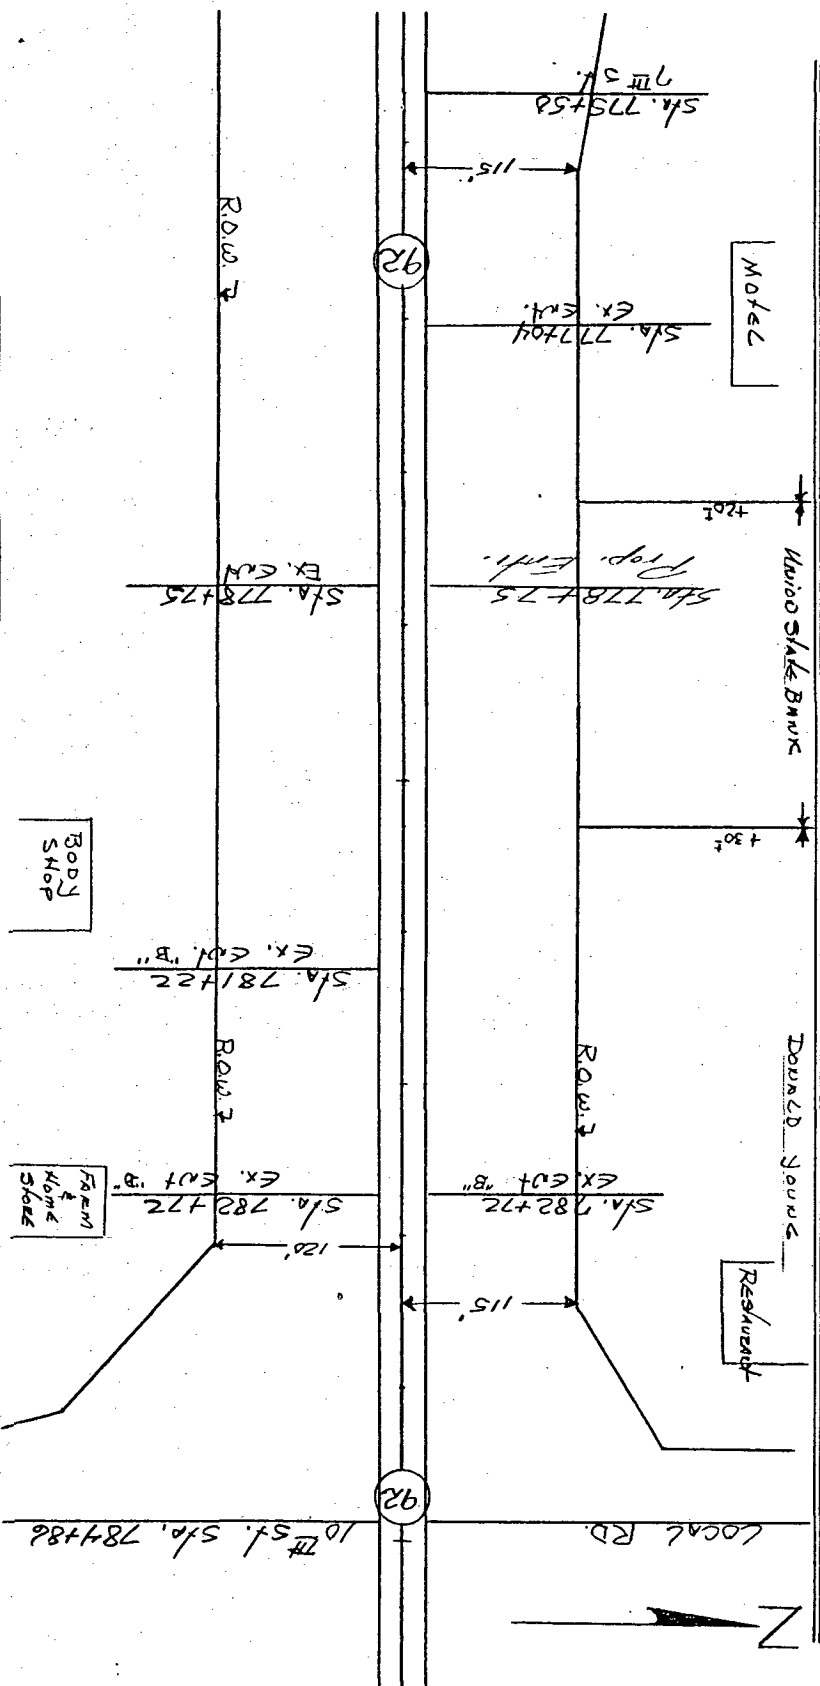 Sta. 775+50
7TH St.
115'
R.O.W.
92
Motel
Sta. 777+04
Ex. Ent.
+20±
Union State Bank
Sta. 778+75
Ex. Ent
Sta. 778+75
Prop. Entr.
+30±
Body
Shop
Sta. 781+22
Ex. Ent. "B"
Donald Young
R.O.W.
R.O.W.
Farm
&
Home
Store
Sta. 782+72
Ex. Ent "B"
Sta. 782+72
Ex. Ent "B"
120'
115'
Restaurant
92
10TH St. Sta. 784+86
Local Rd.
N